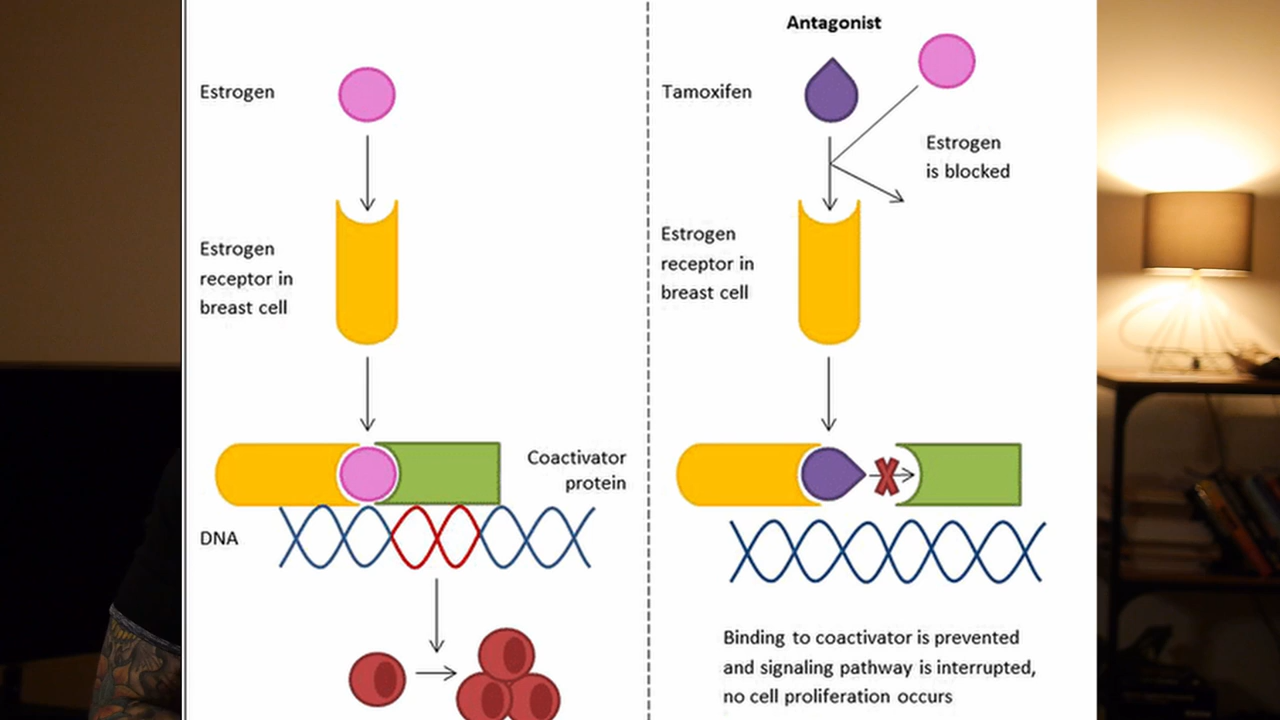 Estrogen
Estrogen
receptor in
breast cell
Coactivator
protein
DNA
Antagonist
Tamoxifen
Estrogen
is blocked
Estrogen
receptor in
breast cell
X
Binding to coactivator is prevented
and signaling pathway is interrupted,
no cell proliferation occurs